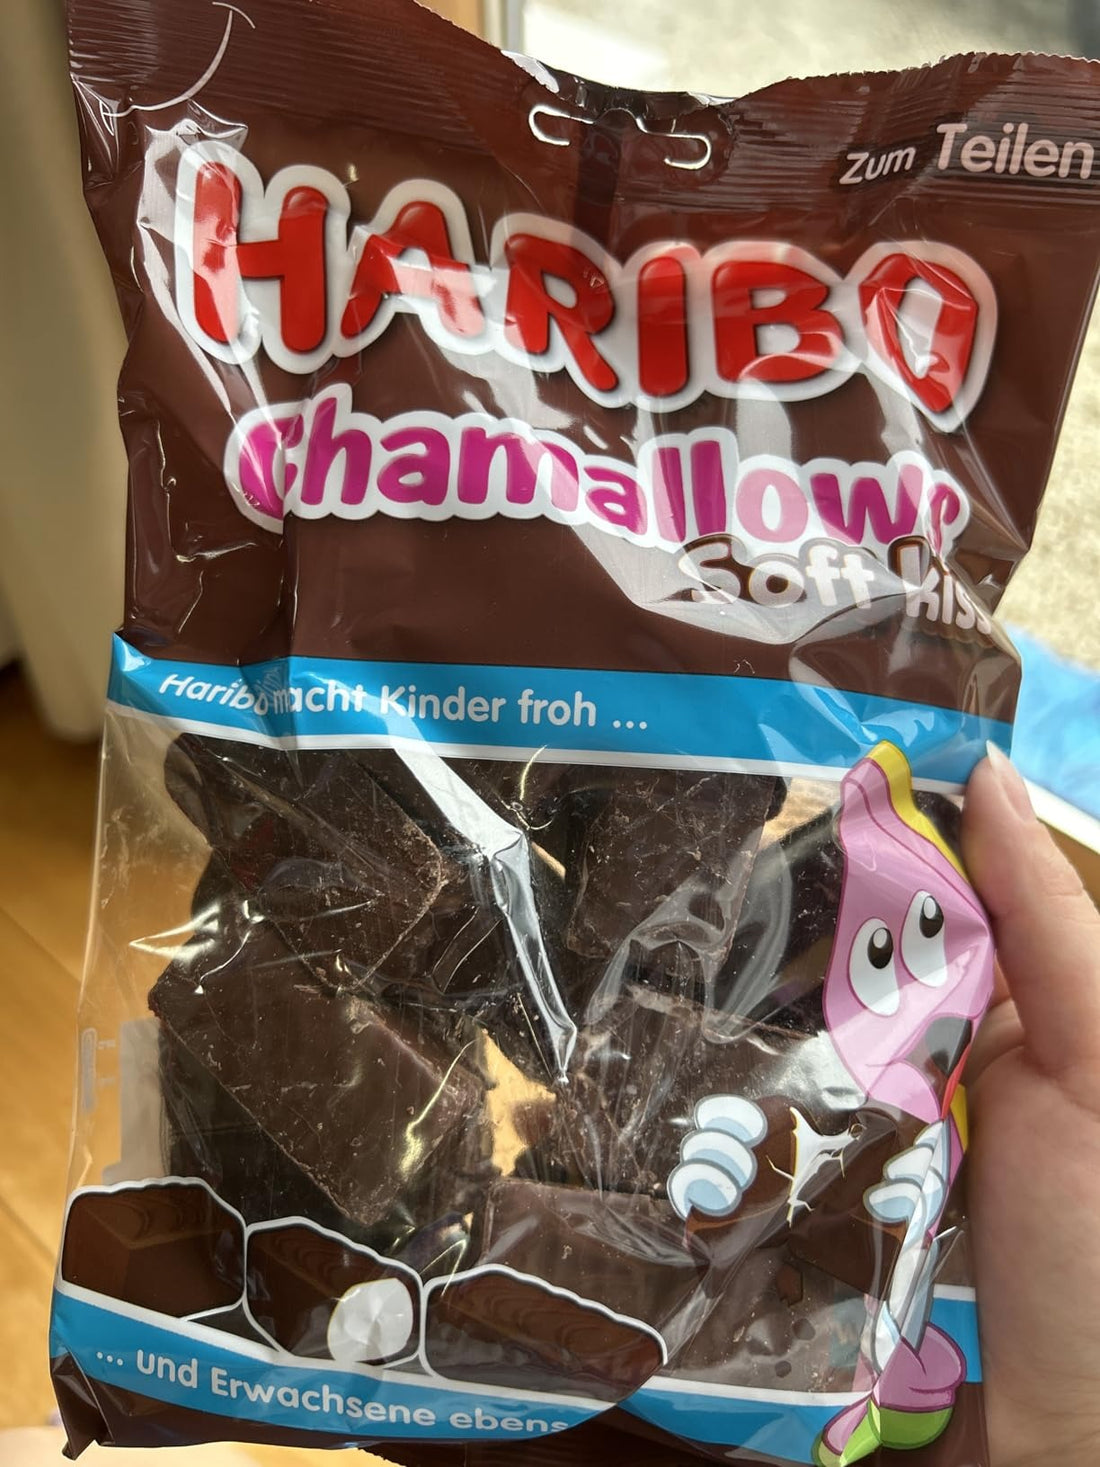 Zum Teilen
HARIBO
Chamallows
Soft kiss
Haribo macht Kinder froh ...
... und Erwachsene ebens